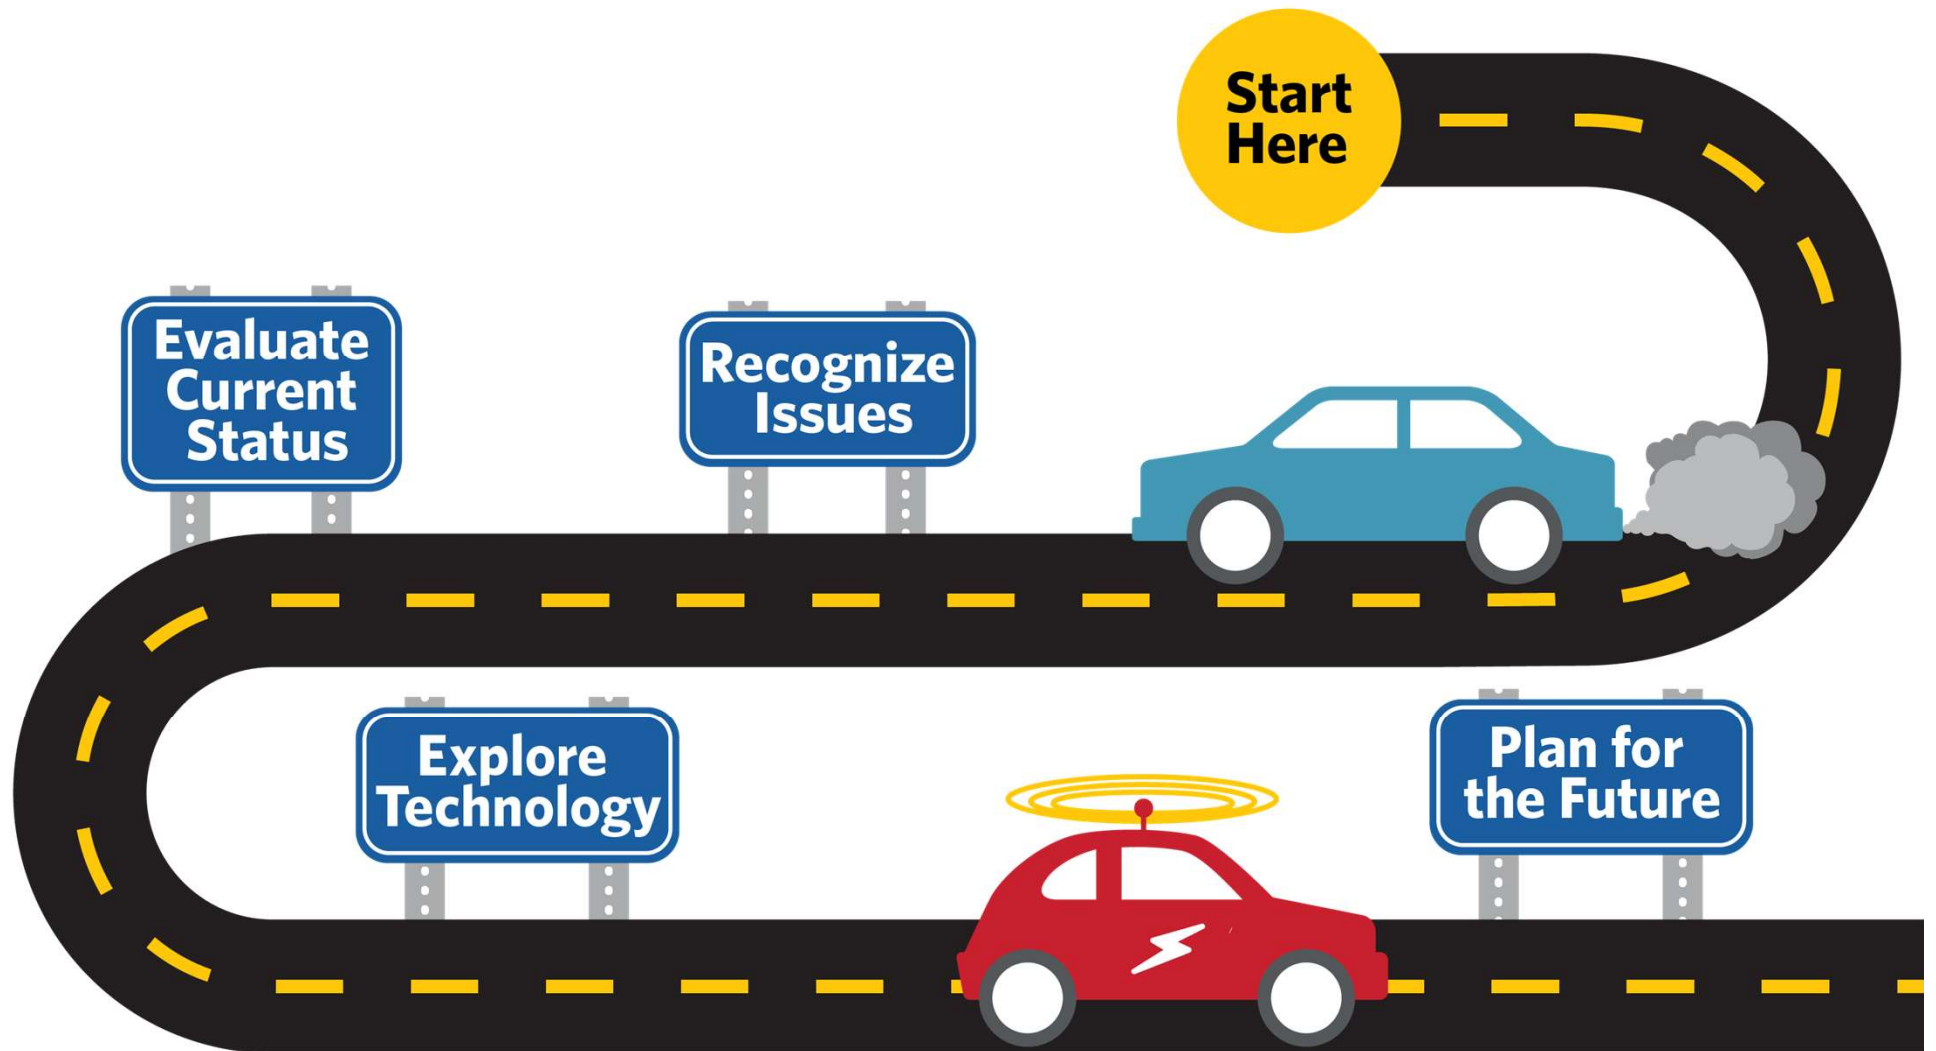 Start
Here
Evaluate
Current
Status
Recognize
Issues
Explore
Technology
Plan for
the Future